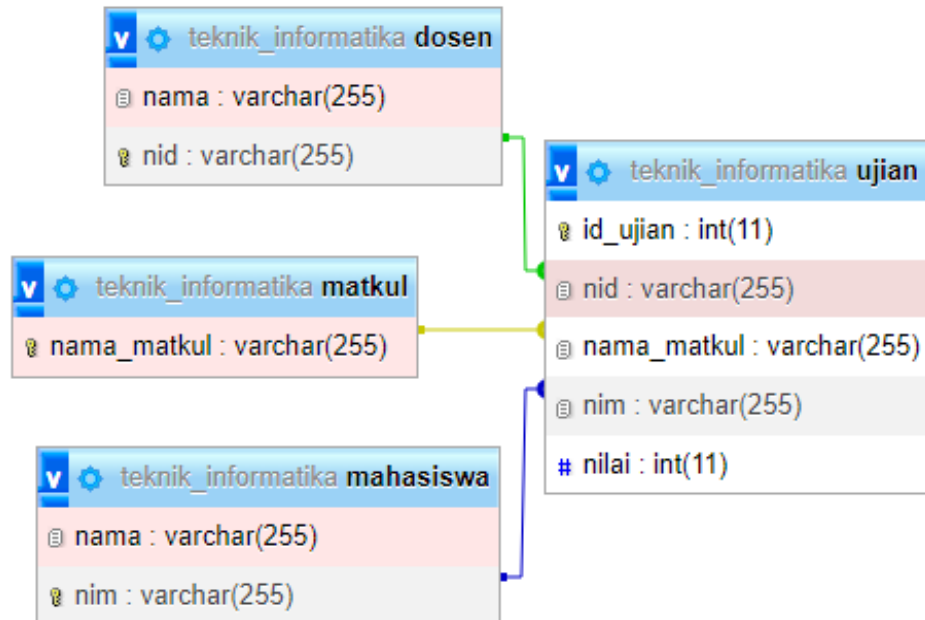 v teknik_informatika dosen
nama : varchar(255)
nid : varchar(255)
v teknik_informatika matkul
nama_matkul : varchar(255)
v teknik_informatika mahasiswa
nama : varchar(255)
nim : varchar(255)
v teknik_informatika ujian
id_ujian : int(11)
nid : varchar(255)
nama_matkul : varchar(255)
nim : varchar(255)
# nilai : int(11)